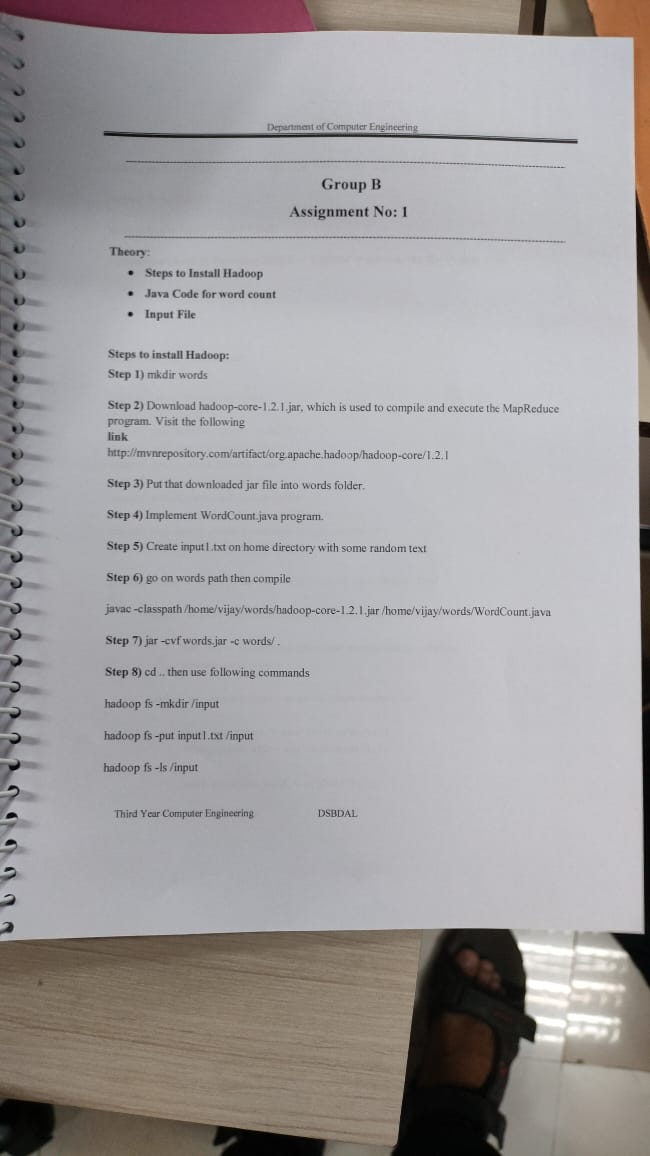 Department of Computer Engineering
Group B
Assignment No: 1
Theory:
• Steps to Install Hadoop
• Java Code for word count
• Input File
Steps to install Hadoop:
Step 1) mkdir words
Step 2) Download hadoop-core-1.2.1.jar, which is used to compile and execute the MapReduce
program. Visit the following
link
http://mvnrepository.com/artifact/org.apache.hadoop/hadoop-core/1.2.1
Step 3) Put that downloaded jar file into words folder.
Step 4) Implement WordCount.java program.
Step 5) Create input1.txt on home directory with some random text
Step 6) go on words path then compile
javac -classpath /home/vijay/words/hadoop-core-1.2.1.jar /home/vijay/words/WordCount.java
Step 7) jar -cvf words.jar -c words/ .
Step 8) cd .. then use following commands
hadoop fs -mkdir /input
hadoop fs -put input1.txt /input
hadoop fs -ls /input
Third Year Computer Engineering DSBDAL